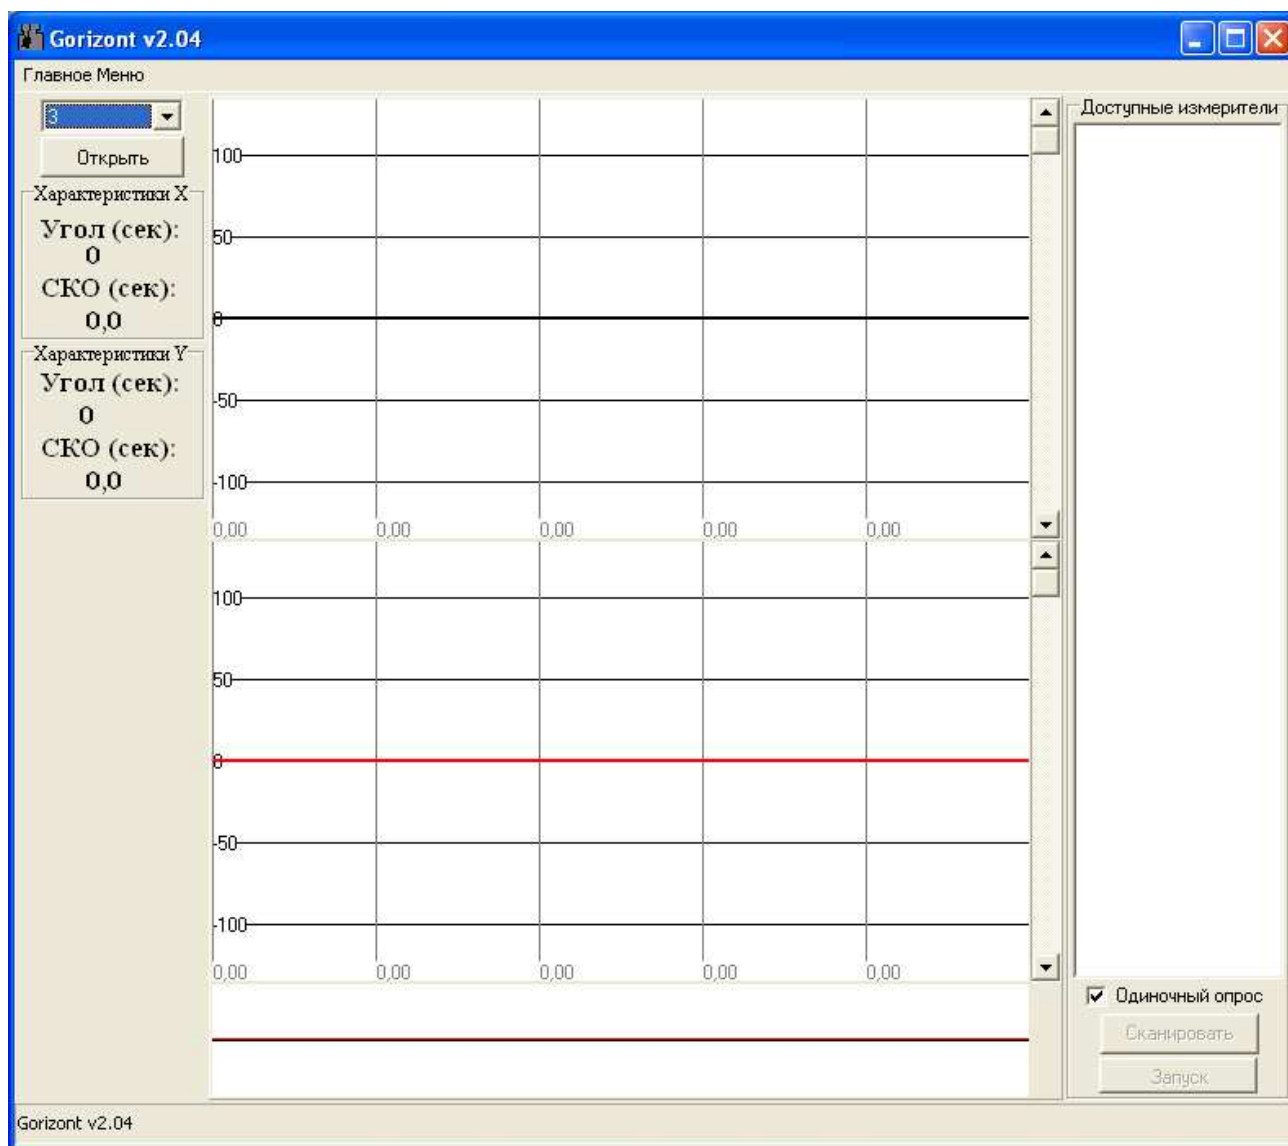 Gorizont v2.04
Главное Меню
3
Открыть
Характеристики X
Угол (сек):
0
СКО (сек):
0,0
Характеристики Y
Угол (сек):
0
СКО (сек):
0,0
100
50
0
-50
-100
0,00 0,00 0,00 0,00 0,00
100
50
0
-50
-100
0,00 0,00 0,00 0,00 0,00
Доступные измерители
Одиночный опрос
Сканировать
Запуск
Gorizont v2.04